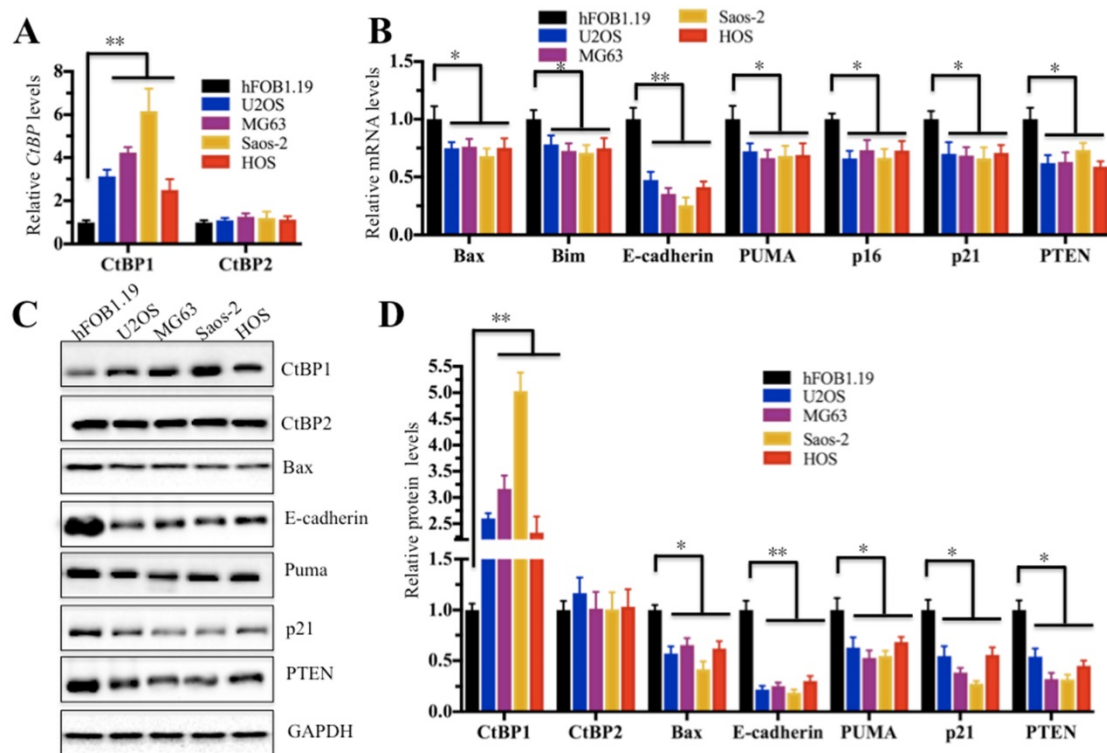 A
Relative CtBP levels
**
hFOB1.19
U2OS
MG63
Saos-2
HOS
8
6
4
2
0
CtBP1 CtBP2
B
Relative mRNA levels
hFOB1.19 Saos-2
U2OS HOS
MG63
1.5
1.0
0.5
0.0
* * ** * * * *
Bax Bim E-cadherin PUMA p16 p21 PTEN
C
hFOB1.19 U2OS MG63 Saos-2 HOS
CtBP1
CtBP2
Bax
E-cadherin
Puma
p21
PTEN
GAPDH
D
Relative protein levels
**
hFOB1.19
U2OS
MG63
Saos-2
HOS
5.5
5.0
4.5
4.0
3.5
3.0
2.5
1.5
1.0
0.5
0.0
* ** * * *
CtBP1 CtBP2 Bax E-cadherin PUMA p21 PTEN